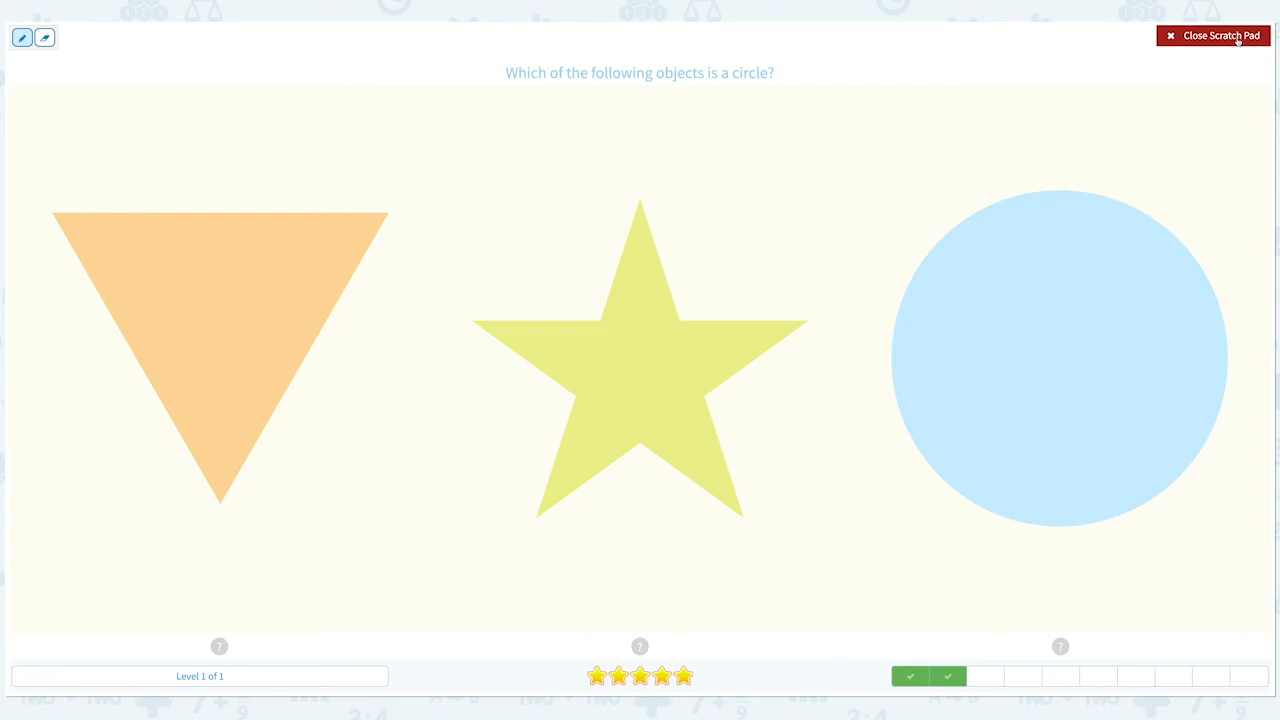 Close Scratch Pad
Which of the following objects is a circle?
? ? ?
Level 1 of 1